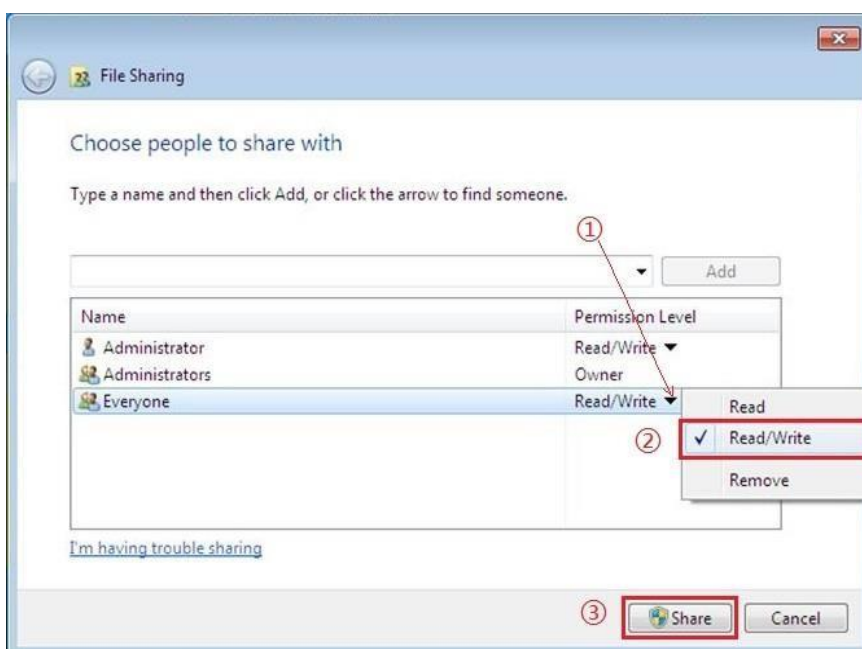 File Sharing
Choose people to share with
Type a name and then click Add, or click the arrow to find someone.
①
Add
Name Permission Level
Administrator Read/Write
Administrators Owner
Everyone Read/Write
Read
② ✓ Read/Write
Remove
I'm having trouble sharing
③ Share Cancel